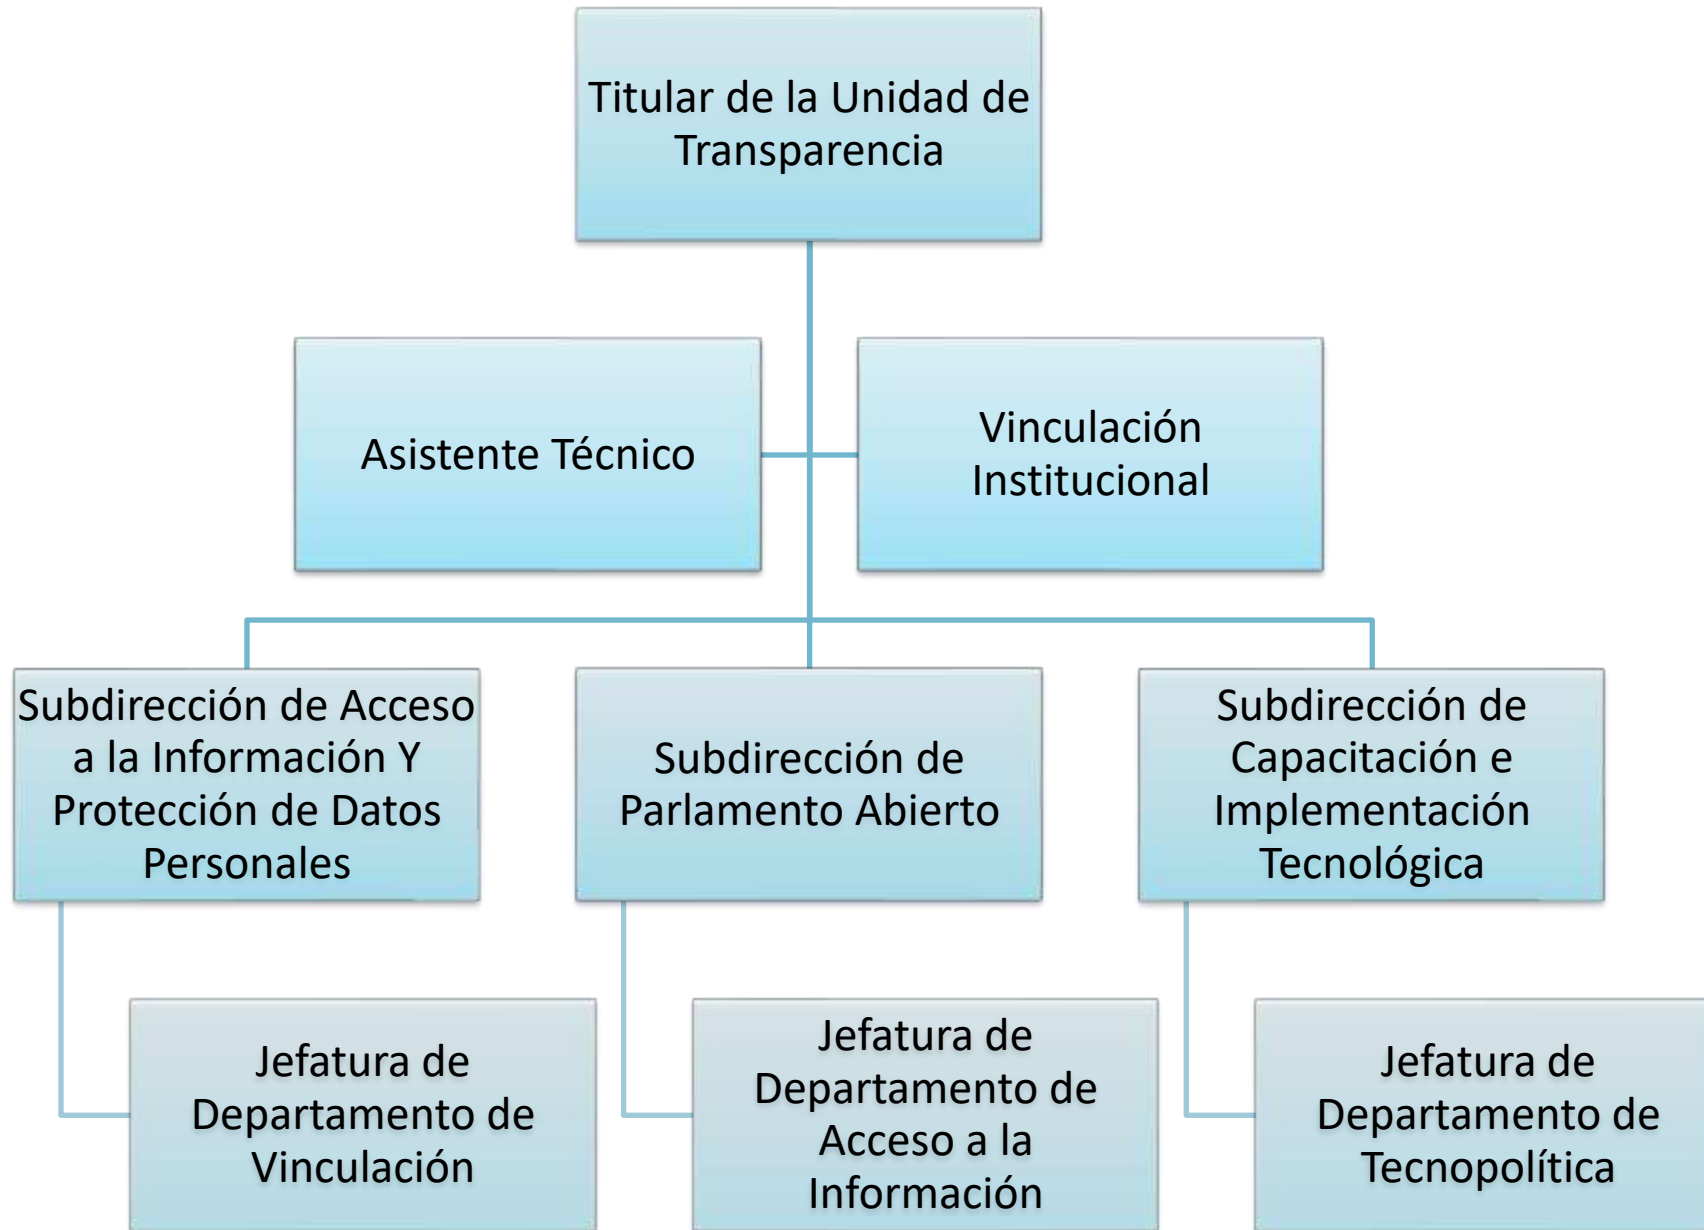 Titular de la Unidad de
Transparencia
Asistente Técnico
Vinculación
Institucional
Subdirección de Acceso
a la Información Y
Protección de Datos
Personales
Subdirección de
Parlamento Abierto
Subdirección de
Capacitación e
Implementación
Tecnológica
Jefatura de
Departamento de
Vinculación
Jefatura de
Departamento de
Acceso a la
Información
Jefatura de
Departamento de
Tecnopolítica